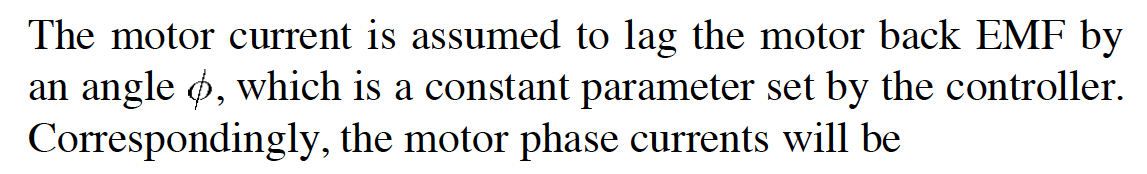 The motor current is assumed to lag the motor back EMF by
an angle ϕ, which is a constant parameter set by the controller.
Correspondingly, the motor phase currents will be